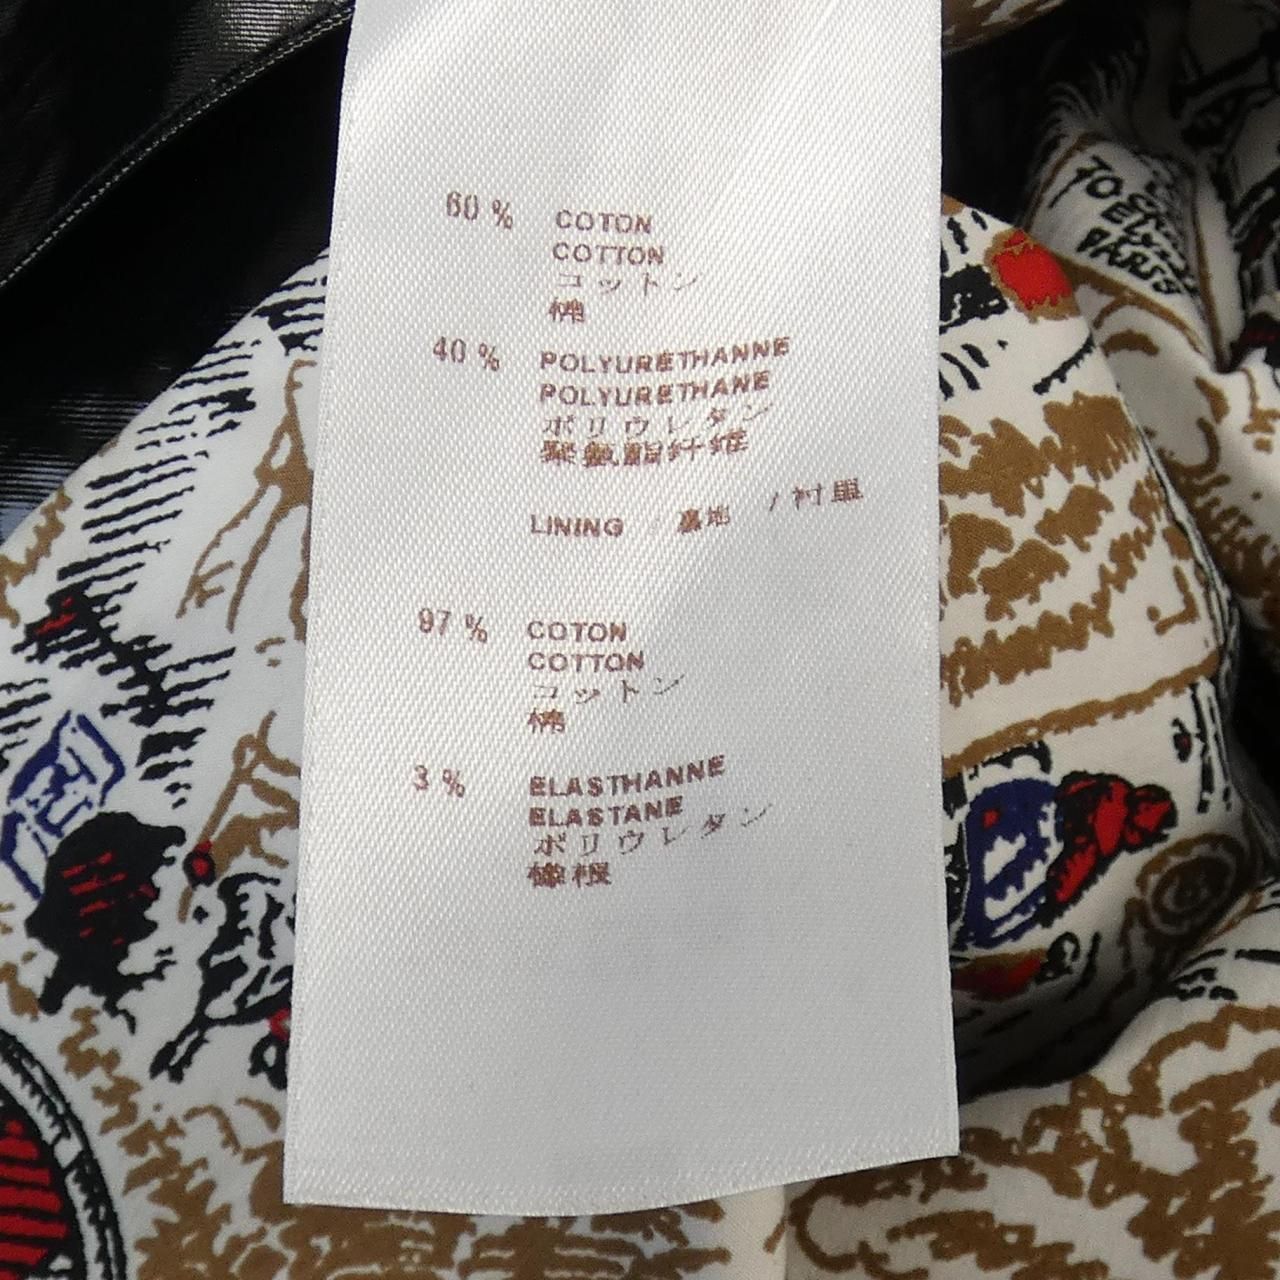 60 % COTON
COTTON
コットン
棉
40 % POLYURETHANNE
POLYURETHANE
ポリウレタン
聚氨酯纤维
LINING / 裏地 / 衬里
97 % COTON
COTTON
コットン
棉
3 % ELASTHANNE
ELASTANE
ポリウレタン
TO
PARIS